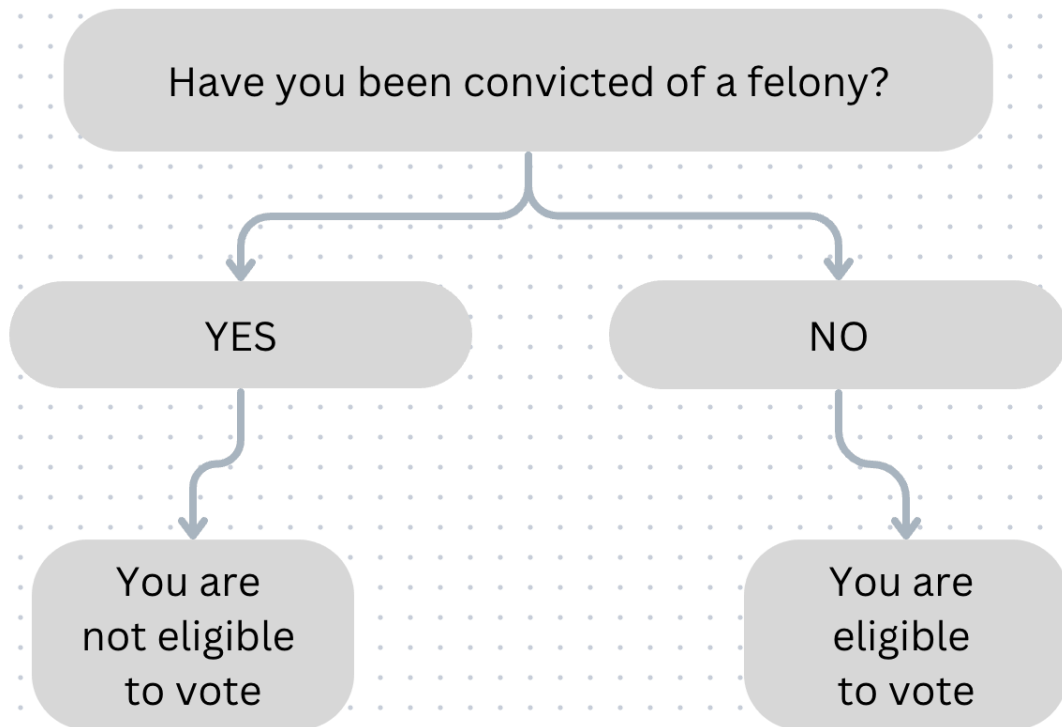 Have you been convicted of a felony?
YES
NO
You are
not eligible
to vote
You are
eligible
to vote